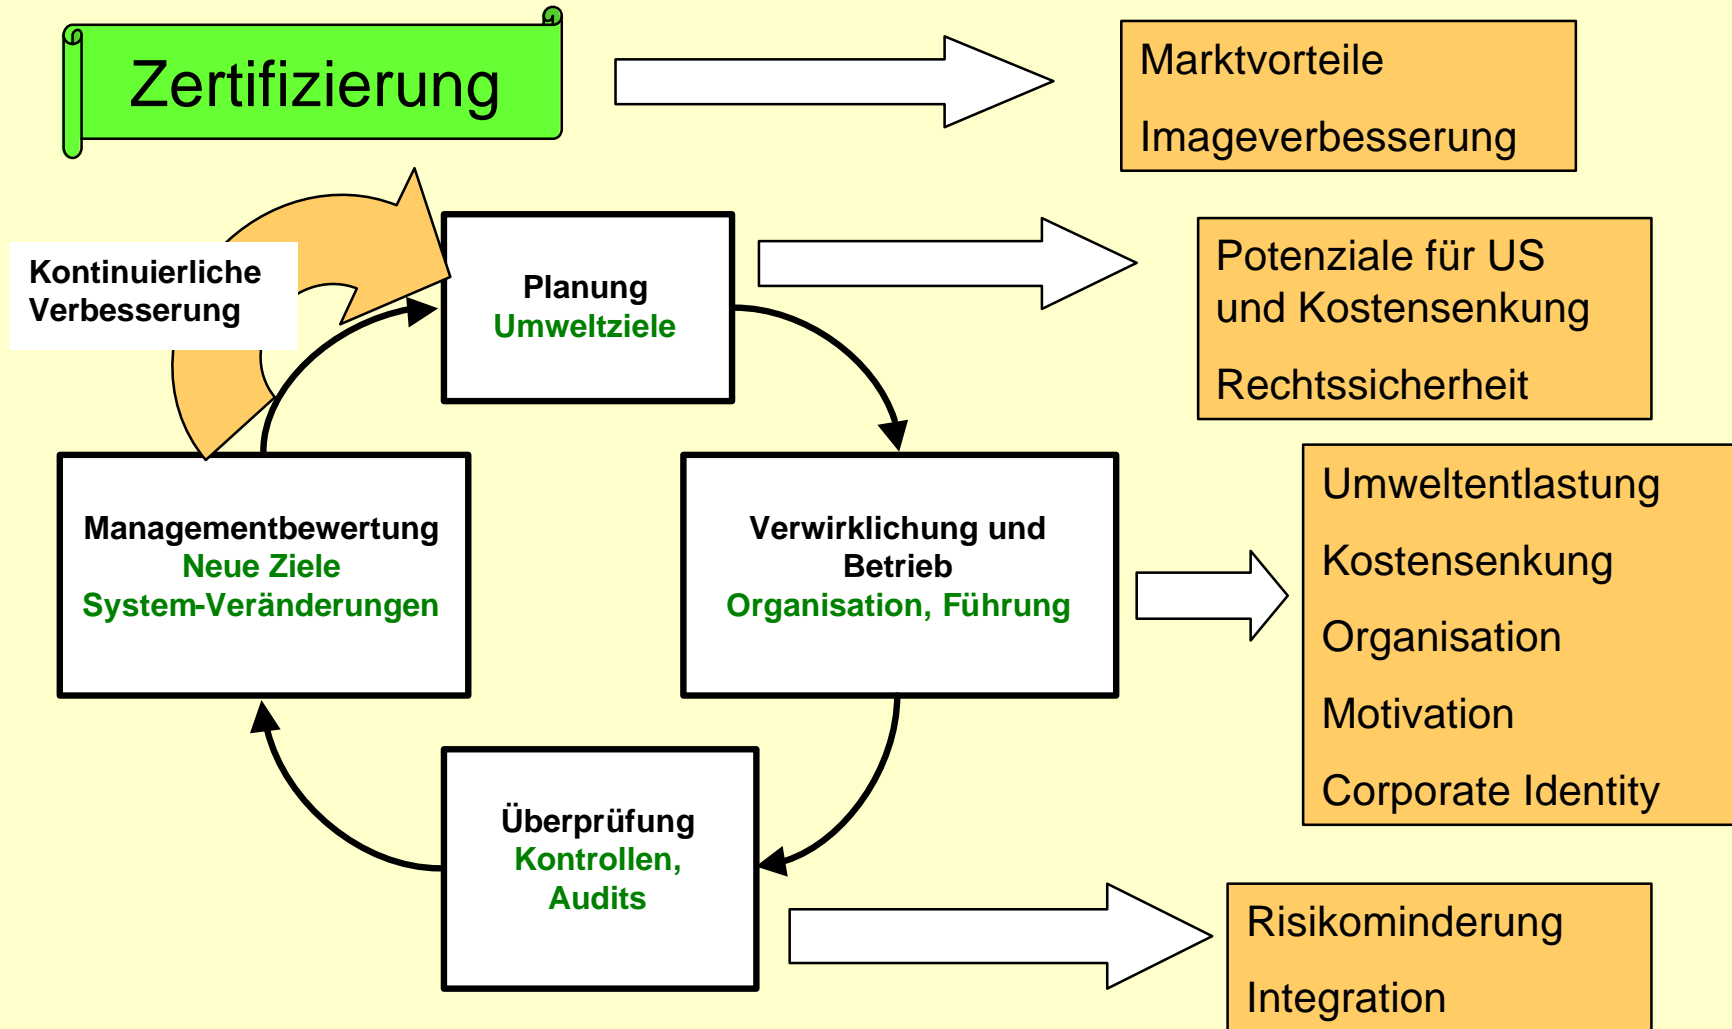 Zertifizierung
Marktvorteile
Imageverbesserung
Kontinuierliche
Verbesserung
Planung
Umweltziele
Potenziale für US
und Kostensenkung
Rechtssicherheit
Managementbewertung
Neue Ziele
System-Veränderungen
Verwirklichung und
Betrieb
Organisation, Führung
Umweltentlastung
Kostensenkung
Organisation
Motivation
Corporate Identity
Überprüfung
Kontrollen,
Audits
Risikominderung
Integration